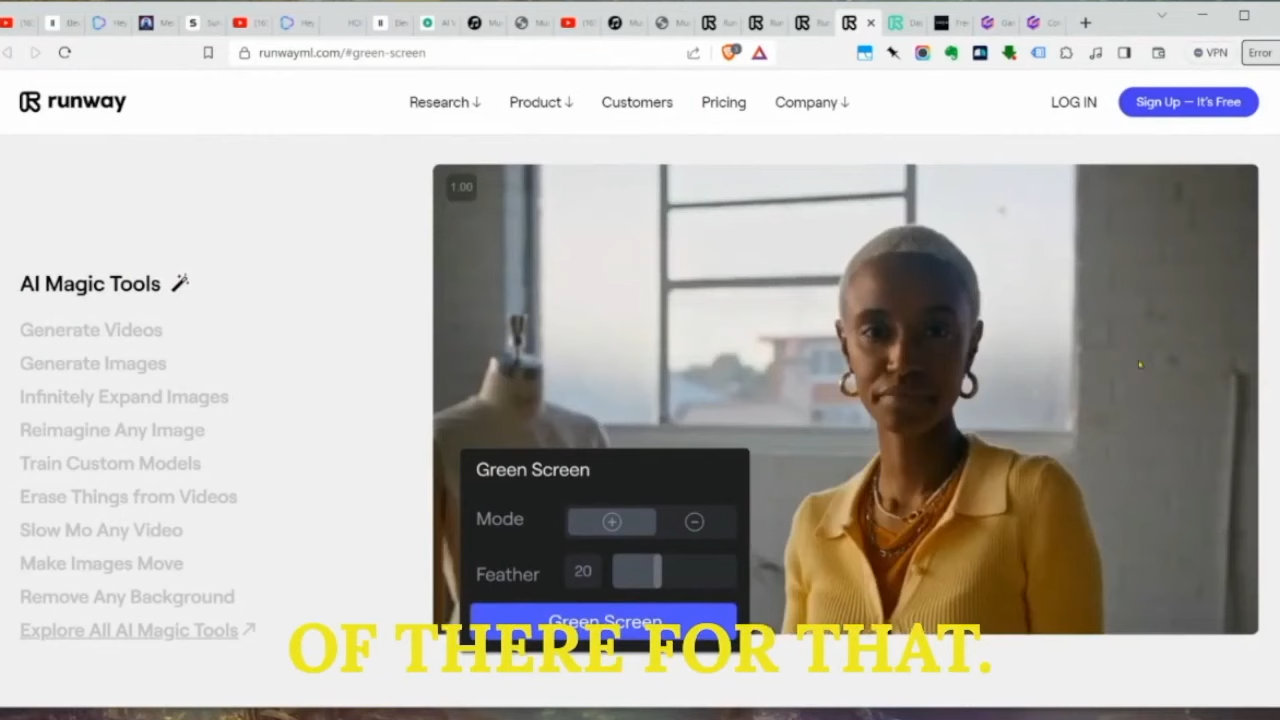 runwayml.com/#green-screen
VPN
Error
runway
Research ↓
Product ↓
Customers
Pricing
Company ↓
LOG IN
Sign Up — It's Free
1.00
AI Magic Tools
Generate Videos
Generate Images
Infinitely Expand Images
Reimagine Any Image
Train Custom Models
Erase Things from Videos
Slow Mo Any Video
Make Images Move
Remove Any Background
Explore All AI Magic Tools ↗
Green Screen
Mode
Feather 20
Green Screen
OF THERE FOR THAT.